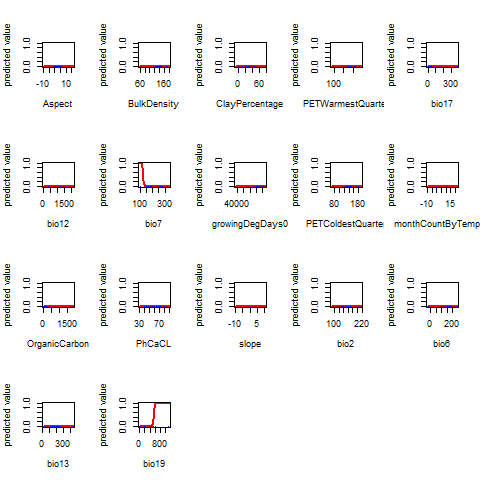 predicted value
0.0 1.0
-10 10
Aspect
predicted value
0.0 1.0
60 160
BulkDensity
predicted value
0.0 1.0
0 60
ClayPercentage
predicted value
0.0 1.0
100
PETWarmestQuarte
predicted value
0.0 1.0
0 300
bio17
predicted value
0.0 1.0
0 1500
bio12
predicted value
0.0 1.0
100 300
bio7
predicted value
0.0 1.0
40000
growingDegDays0
predicted value
0.0 1.0
80 180
PETColdestQuarte
predicted value
0.0 1.0
-10 15
monthCountByTemp
predicted value
0.0 1.0
0 1500
OrganicCarbon
predicted value
0.0 1.0
30 70
PhCaCL
predicted value
0.0 1.0
-10 5
slope
predicted value
0.0 1.0
100 220
bio2
predicted value
0.0 1.0
0 200
bio6
predicted value
0.0 1.0
0 300
bio13
predicted value
0.0 1.0
0 800
bio19